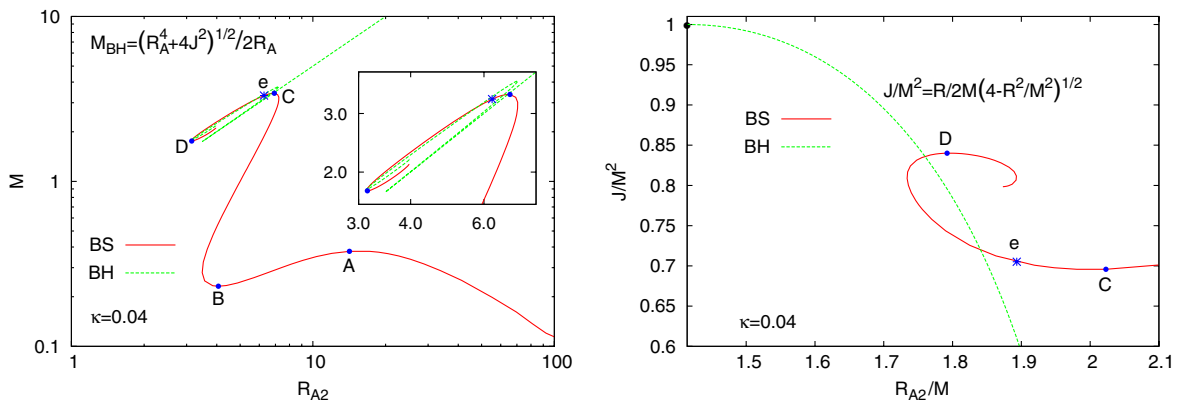 M_BH=(R_A^4+4J^2)^1/2/2R_A
e
C
D
BS
BH
A
B
κ=0.04
M
10
1
0.1
1
10
100
R_A2
3.0
2.0
3.0
4.0
6.0
J/M^2=R/2M(4-R^2/M^2)^1/2
BS
BH
D
e
C
κ=0.04
J/M^2
1
0.95
0.9
0.85
0.8
0.75
0.7
0.65
0.6
1.5
1.6
1.7
1.8
1.9
2
2.1
R_A2/M